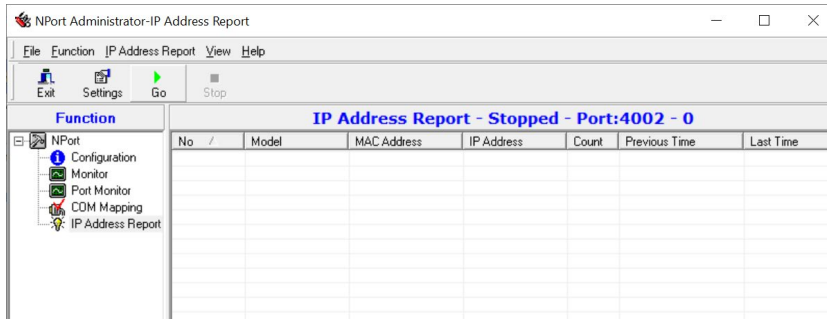 NPort Administrator-IP Address Report
File Function IP Address Report View Help
Exit Settings Go Stop
Function
IP Address Report - Stopped - Port:4002 - 0
NPort
Configuration
Monitor
Port Monitor
COM Mapping
IP Address Report
No Model MAC Address IP Address Count Previous Time Last Time